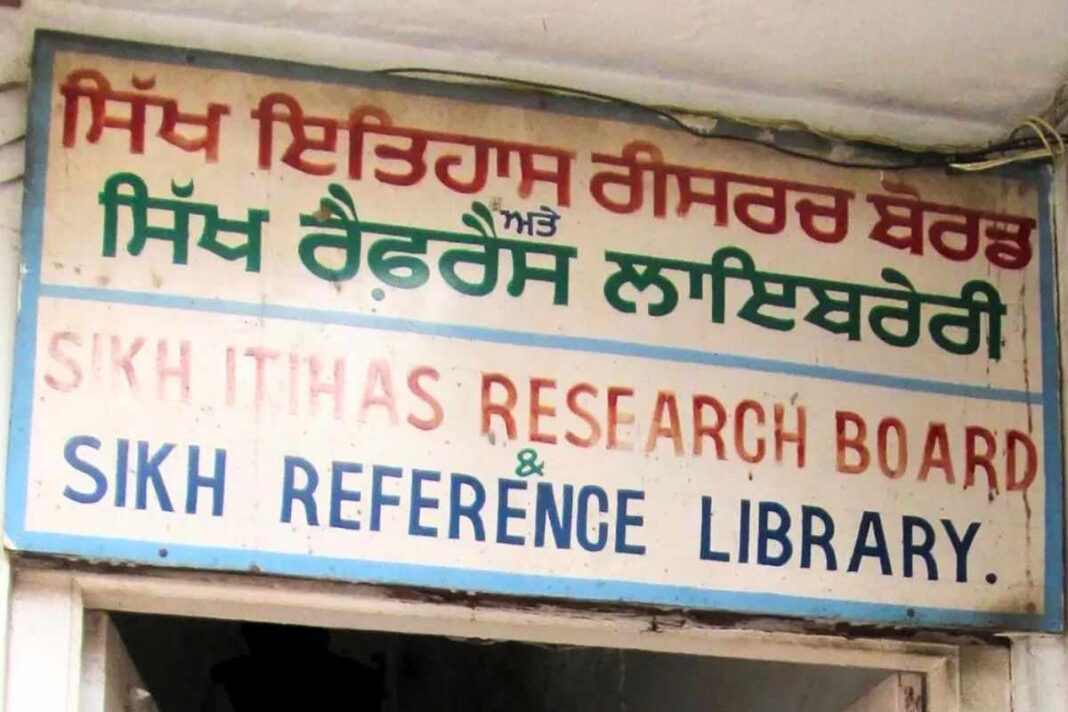 ਸਿੱਖ ਇਤਿਹਾਸ ਰੀਸਰਚ ਬੋਰਡ
ਅਤੇ
ਸਿੱਖ ਰੈਫ਼ਰੈਸ ਲਾਇਬਰੇਰੀ
SIKH ITIHAS RESEARCH BOARD
&
SIKH REFERENCE LIBRARY.